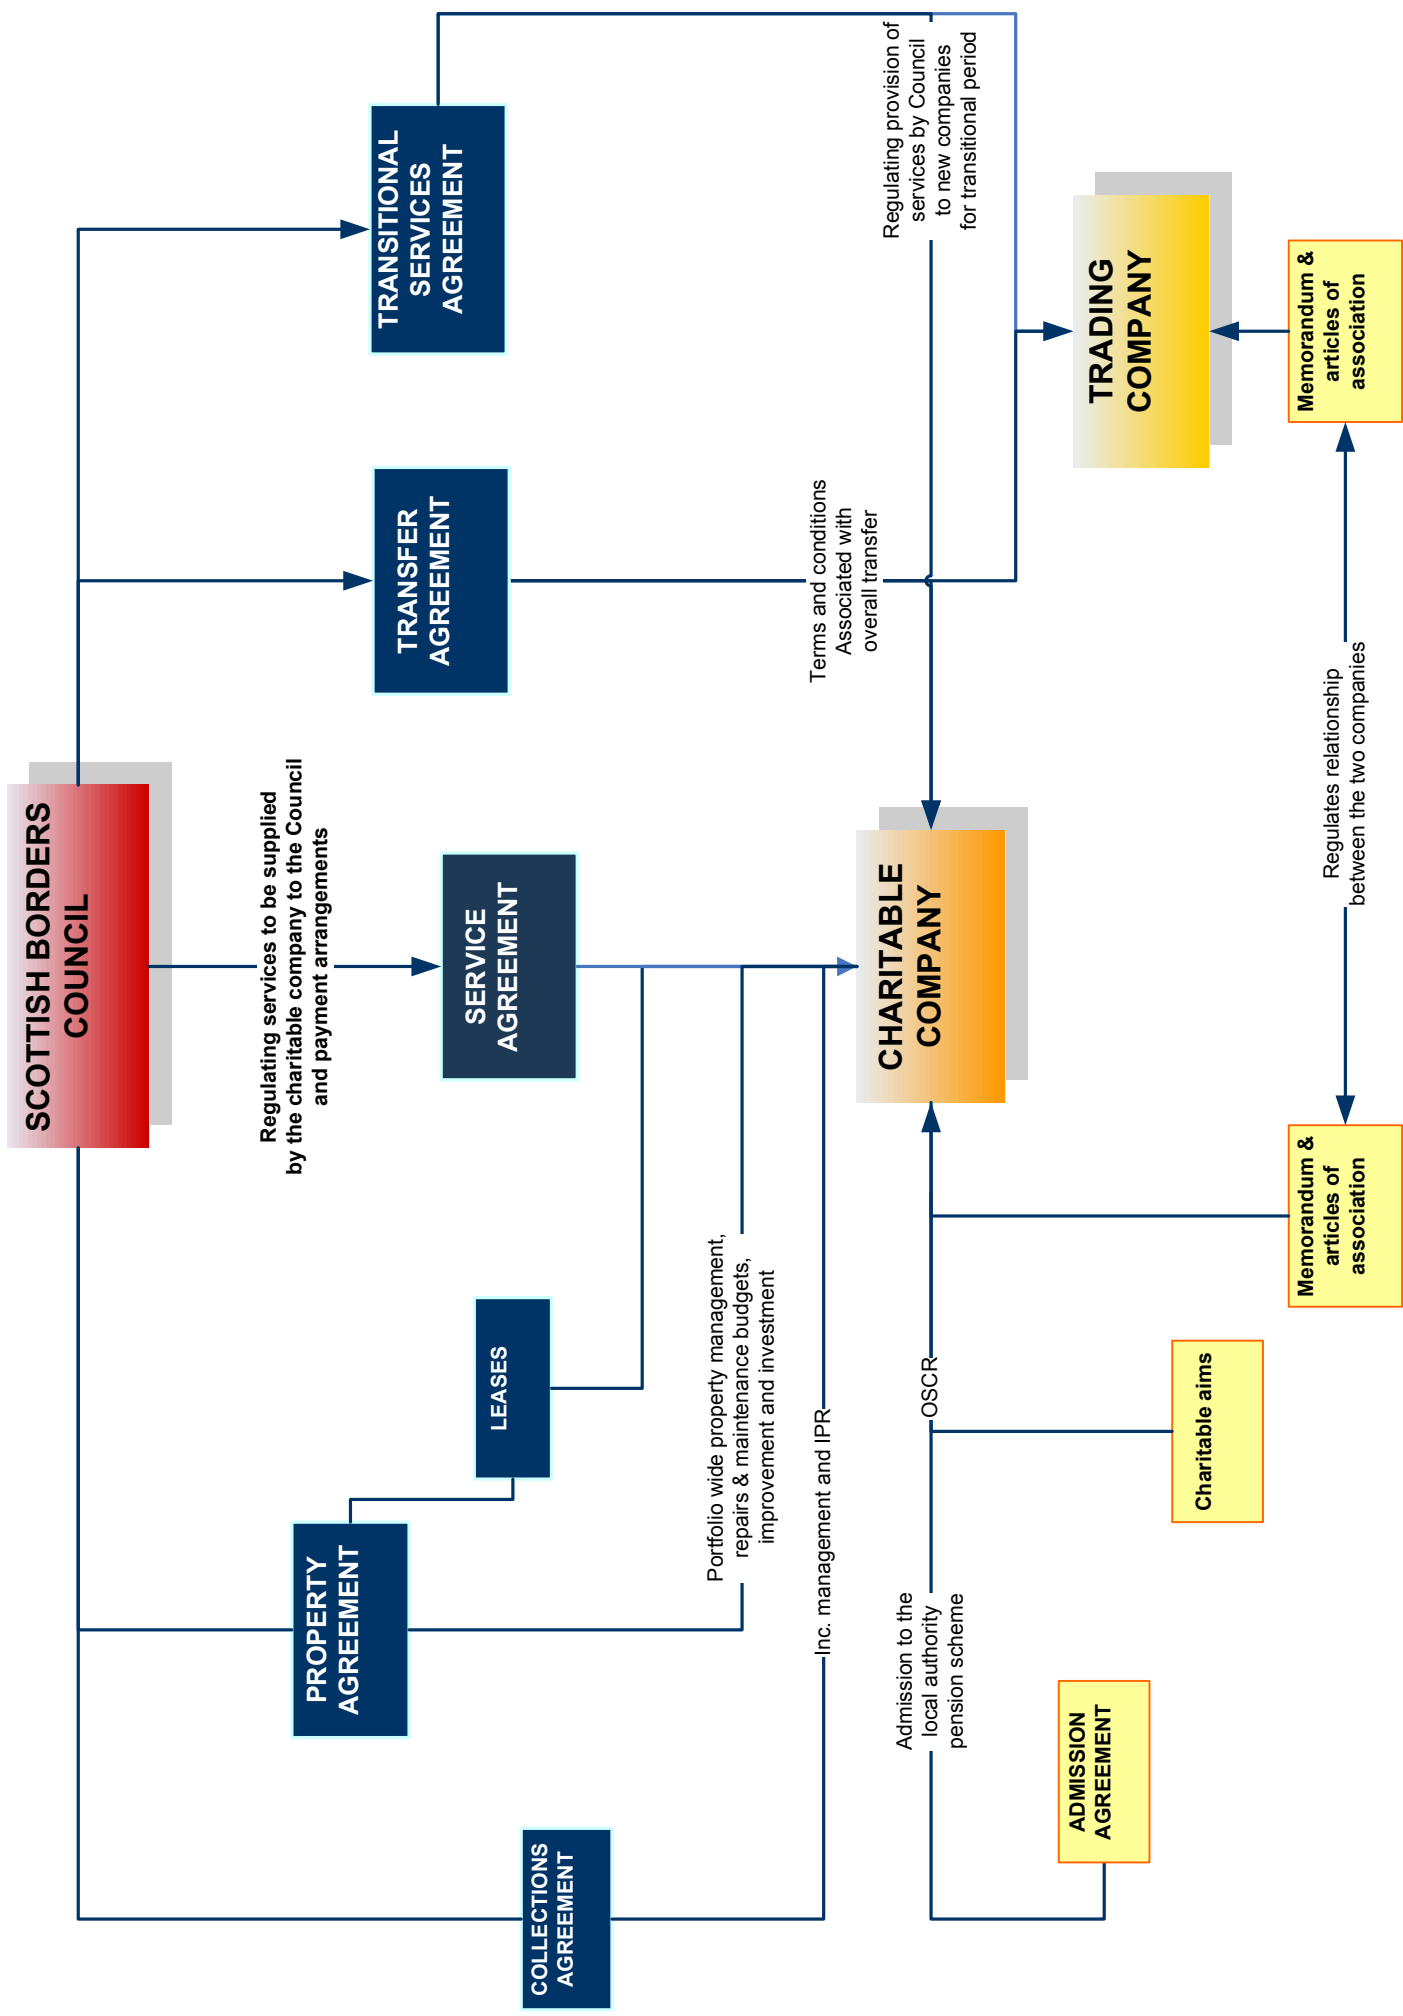 SCOTTISH BORDERS
COUNCIL
Regulating services to be supplied
by the charitable company to the Council
and payment arrangements
COLLECTIONS
AGREEMENT
PROPERTY
AGREEMENT
LEASES
SERVICE
AGREEMENT
TRANSFER
AGREEMENT
TRANSITIONAL
SERVICES
AGREEMENT
Portfolio wide property management,
repairs & maintenance budgets,
improvement and investment
Inc. management and IPR
Terms and conditions
Associated with
overall transfer
Regulating provision of
services by Council
to new companies
for transitional period
Admission to the
local authority
pension scheme
OSCR
CHARITABLE
COMPANY
TRADING
COMPANY
ADMISSION
AGREEMENT
Charitable aims
Memorandum &
articles of
association
Regulates relationship
between the two companies
Memorandum &
articles of
association